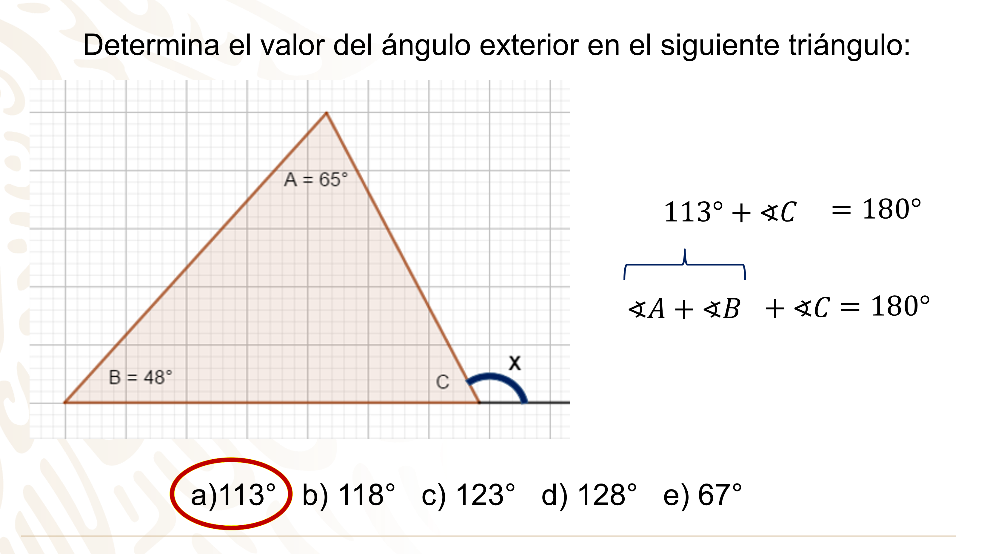 Determina el valor del ángulo exterior en el siguiente triángulo:
A = 65°
B = 48°
C
X
113° + ∢C = 180°
∢A + ∢B + ∢C = 180°
a)113° b) 118° c) 123° d) 128° e) 67°